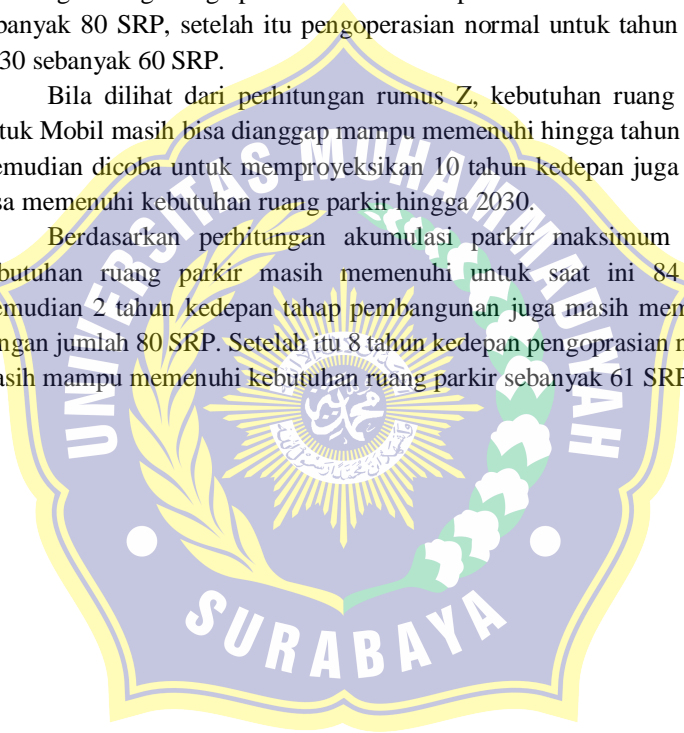 banyak 80 SRP, setelah itu pengoperasian normal untuk tahun
30 sebanyak 60 SRP.
Bila dilihat dari perhitungan rumus Z, kebutuhan ruang
tuk Mobil masih bisa dianggap mampu memenuhi hingga tahun
emudian dicoba untuk memproyeksikan 10 tahun kedepan juga
sa memenuhi kebutuhan ruang parkir hingga 2030.
Berdasarkan perhitungan akumulasi parkir maksimum
butuhan ruang parkir masih memenuhi untuk saat ini 84
emudian 2 tahun kedepan tahap pembangunan juga masih mem
ngan jumlah 80 SRP. Setelah itu 8 tahun kedepan pengoprasian n
asih mampu memenuhi kebutuhan ruang parkir sebanyak 61 SRP
UNIVERSITAS MUHAMMADIYAH
SURABAYA